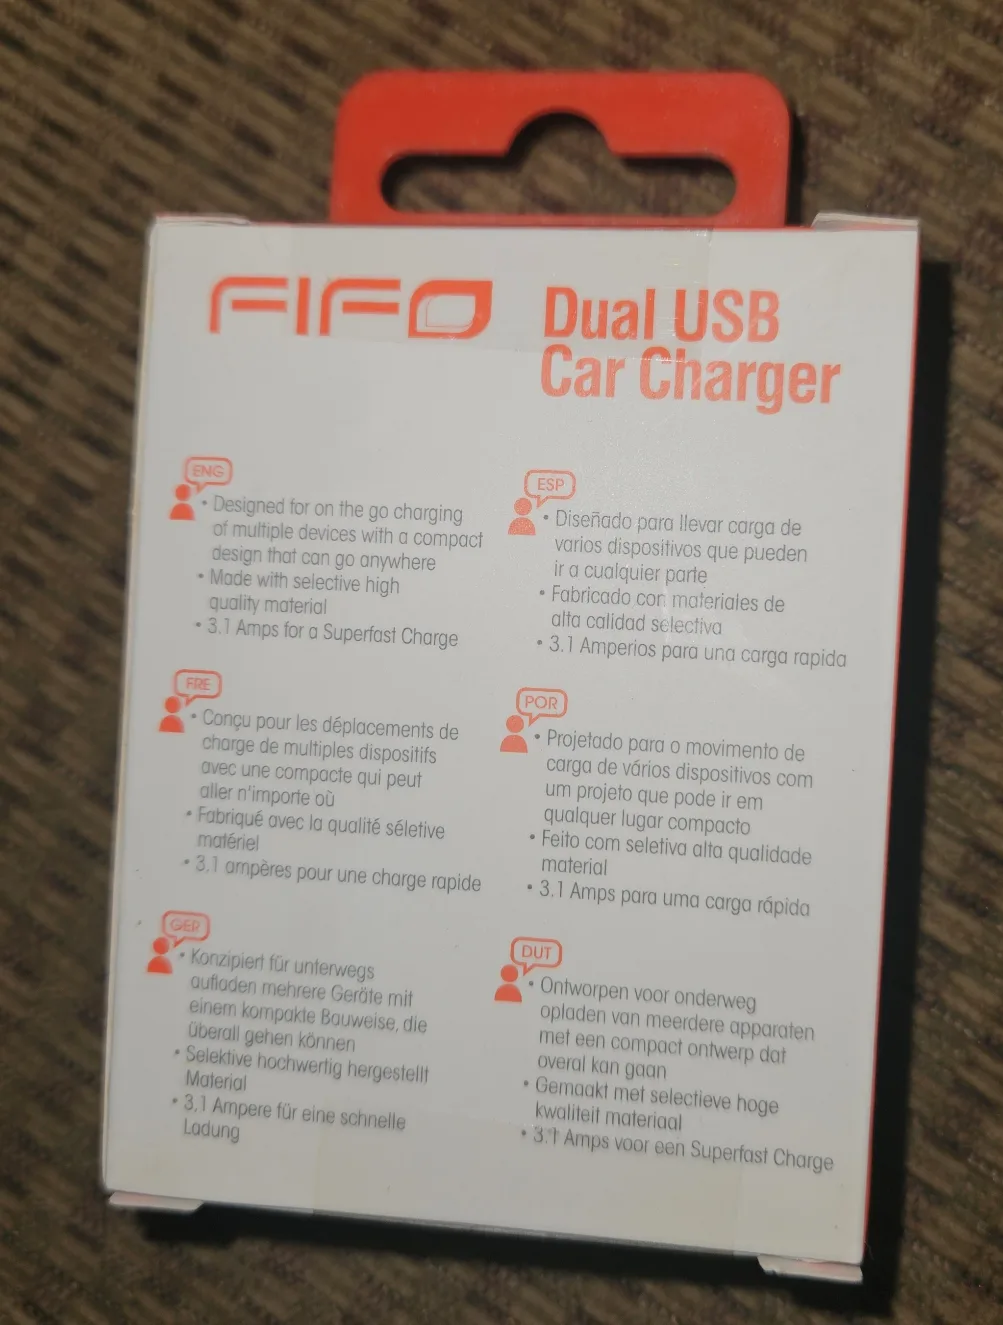 FIFO
Dual USB
Car Charger
ENG
• Designed for on the go charging
of multiple devices with a compact
design that can go anywhere
• Made with selective high
quality material
• 3.1 Amps for a Superfast Charge
ESP
• Diseñado para llevar carga de
varios dispositivos que pueden
ir a cualquier parte
• Fabricado con materiales de
alta calidad selectiva
• 3.1 Amperios para una carga rapida
FRE
• Conçu pour les déplacements de
charge de multiples dispositifs
avec une compacte qui peut
aller n'importe où
• Fabriqué avec la qualité séletive
matériel
• 3.1 ampères pour une charge rapide
POR
• Projetado para o movimento de
carga de vários dispositivos com
um projeto que pode ir em
qualquer lugar compacto
• Feito com seletiva alta qualidade
material
• 3.1 Amps para uma carga rápida
GER
• Konzipiert für unterwegs
aufladen mehrere Geräte mit
einem kompakte Bauweise, die
überall gehen können
• Selektive hochwertig hergestellt
Material
• 3.1 Ampere für eine schnelle
Ladung
DUT
• Ontworpen voor onderweg
opladen van meerdere apparaten
met een compact ontwerp dat
overal kan gaan
• Gemaakt met selectieve hoge
kwaliteit materiaal
• 3.1 Amps voor een Superfast Charge